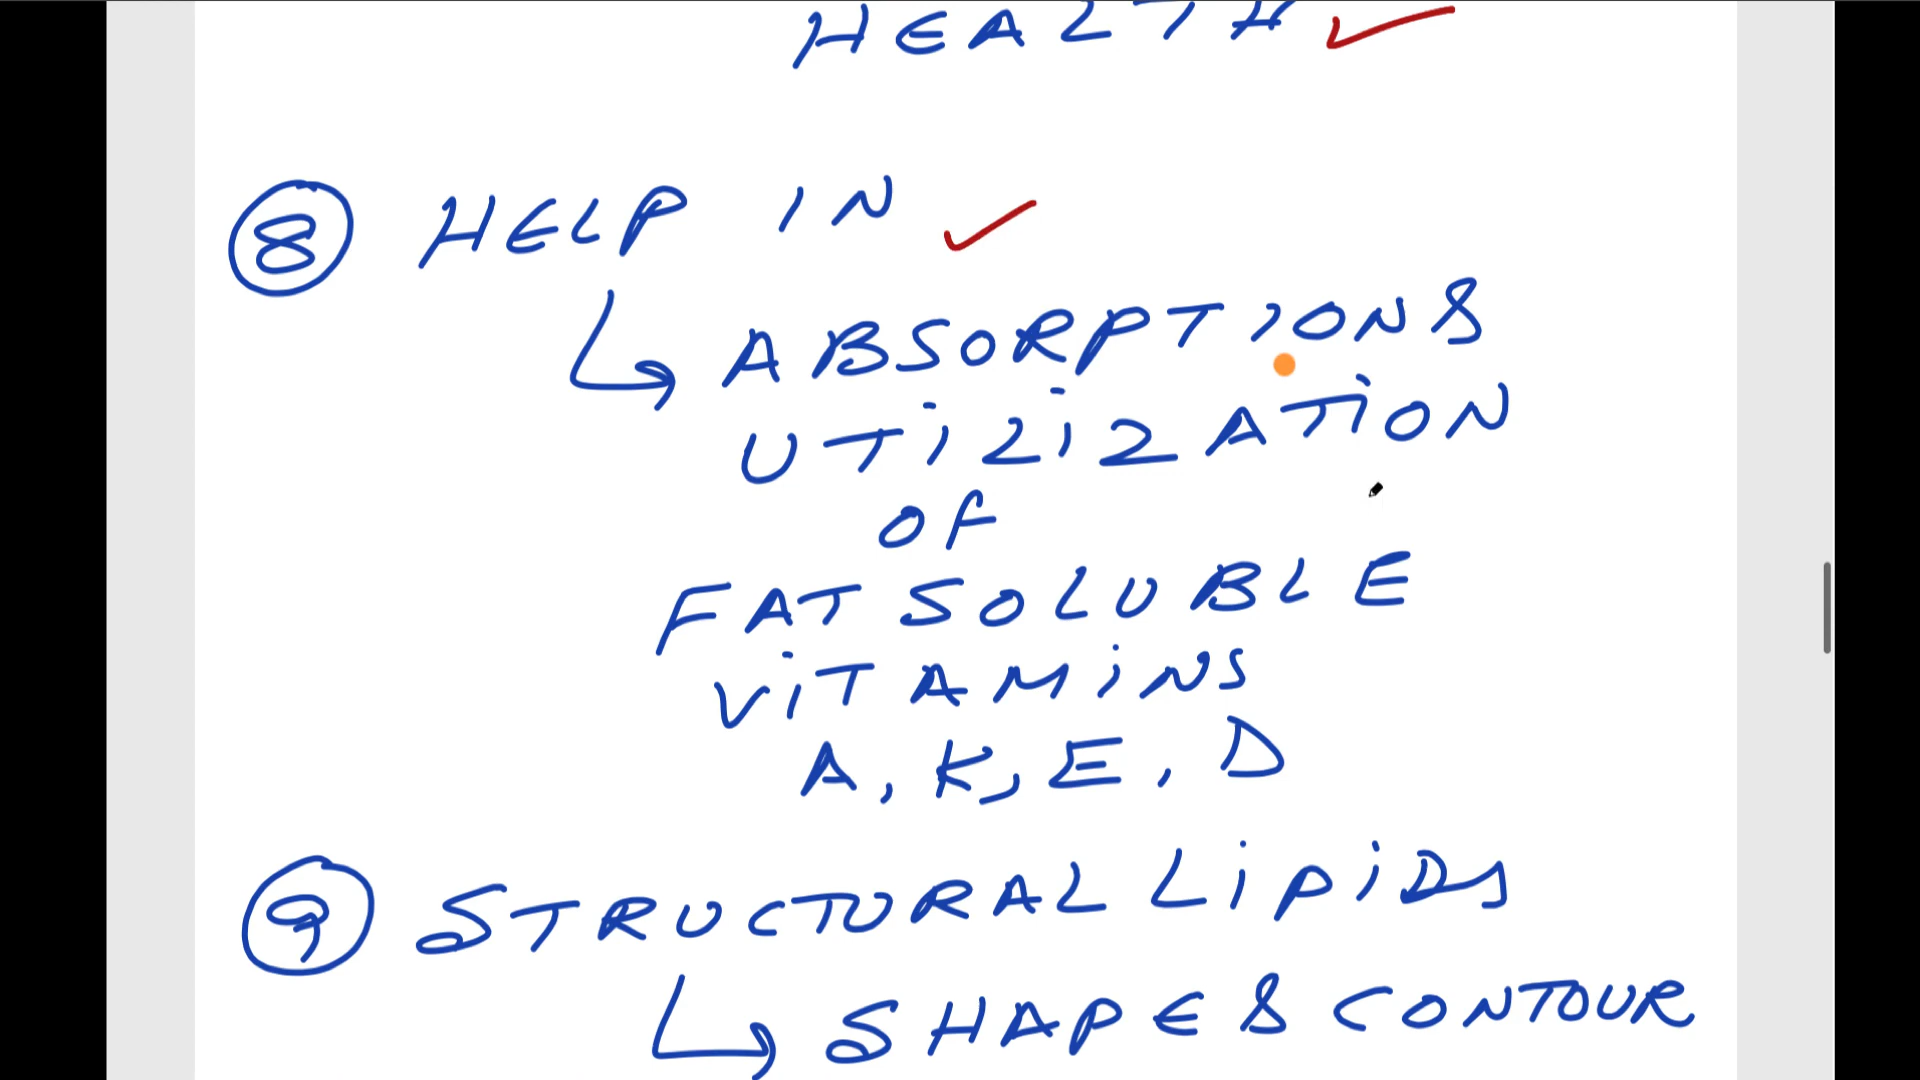 HEALTH
8 HELP IN
ABSORPTION &
UTILIZATION
OF
FAT SOLUBLE
VITAMINS
A, K, E, D
9 STRUCTURAL LIPIDS
SHAPE & CONTOUR